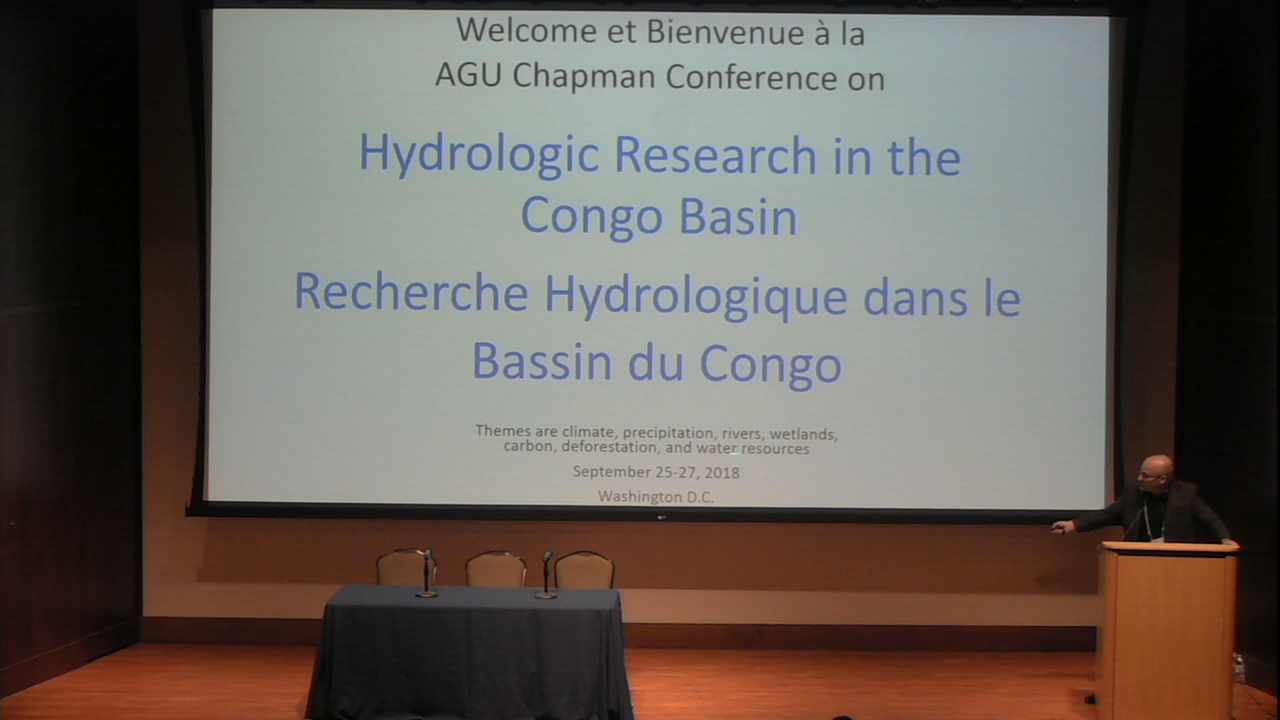 Welcome et Bienvenue à la
AGU Chapman Conference on
Hydrologic Research in the
Congo Basin
Recherche Hydrologique dans le
Bassin du Congo
Themes are climate, precipitation, rivers, wetlands,
carbon, deforestation, and water resources
September 25-27, 2018
Washington D.C.